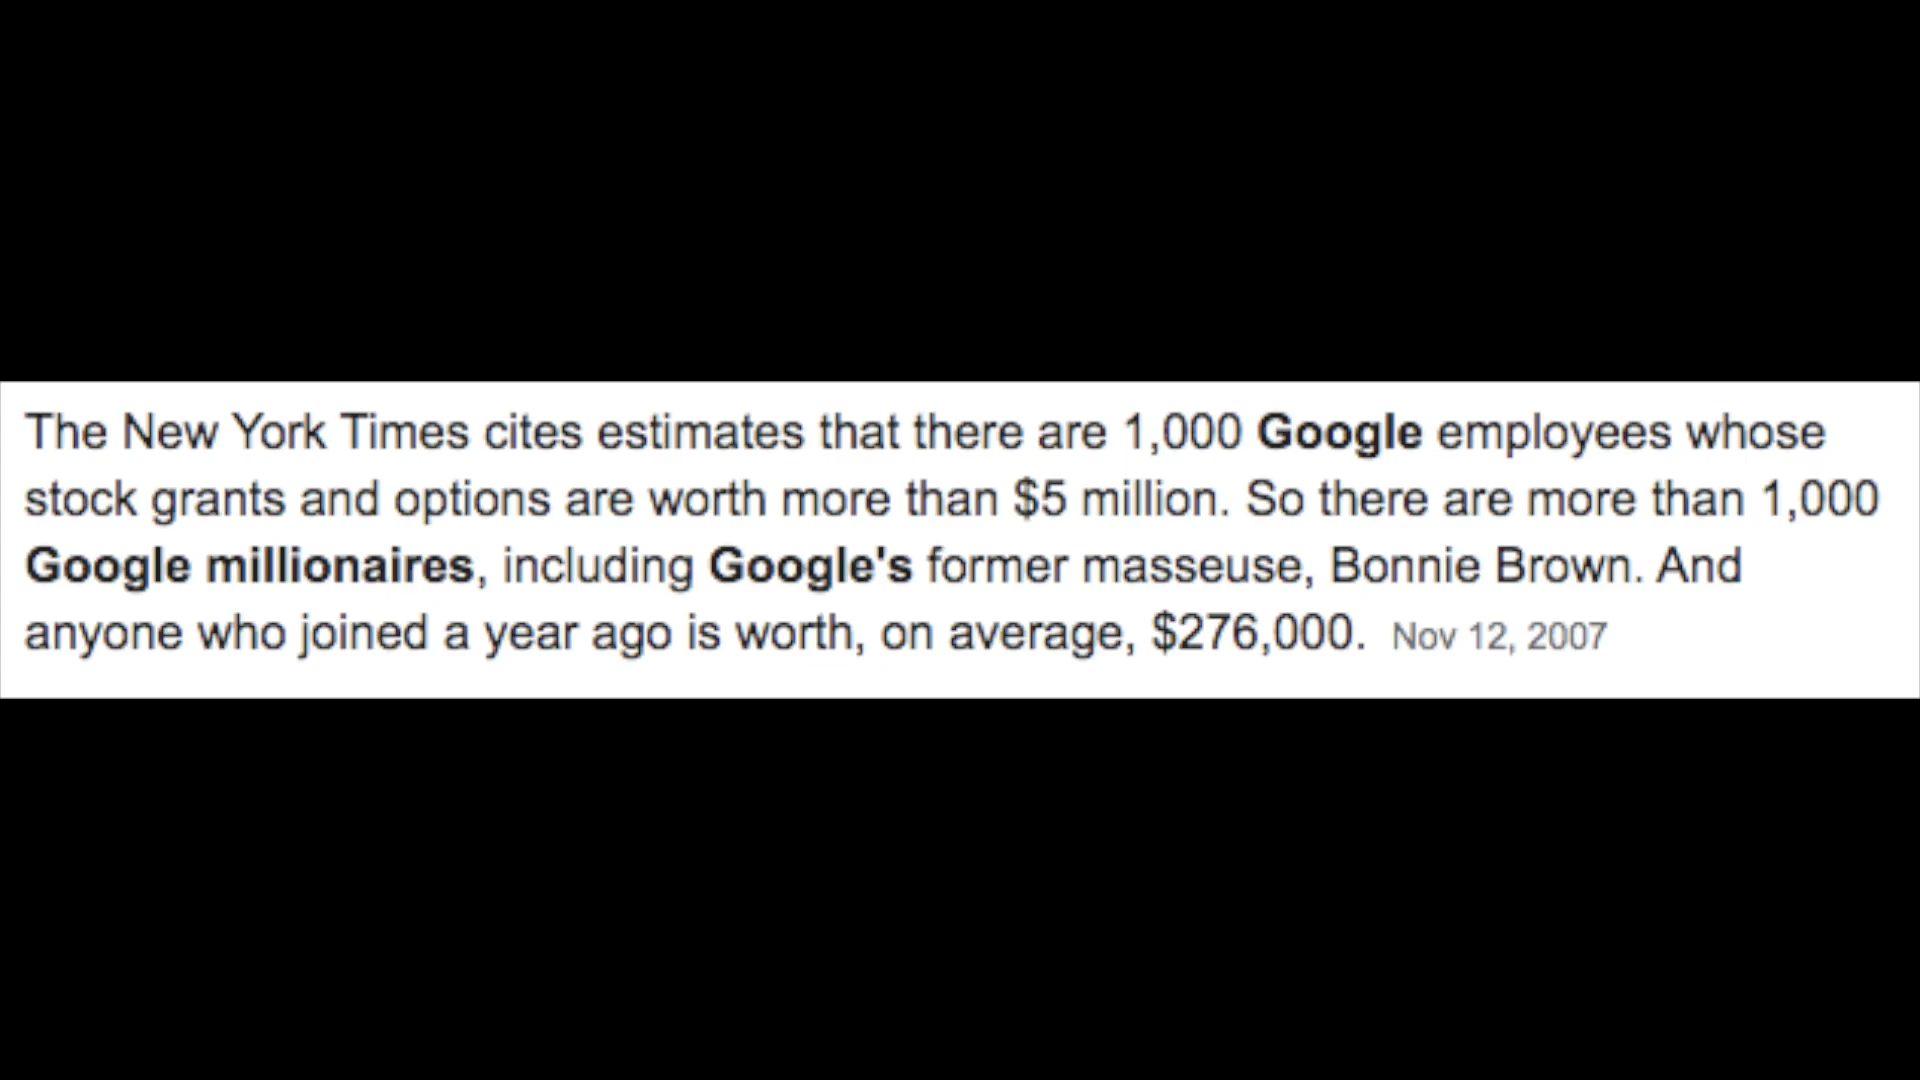 The New York Times cites estimates that there are 1,000 Google employees whose
stock grants and options are worth more than $5 million. So there are more than 1,000
Google millionaires, including Google's former masseuse, Bonnie Brown. And
anyone who joined a year ago is worth, on average, $276,000. Nov 12, 2007